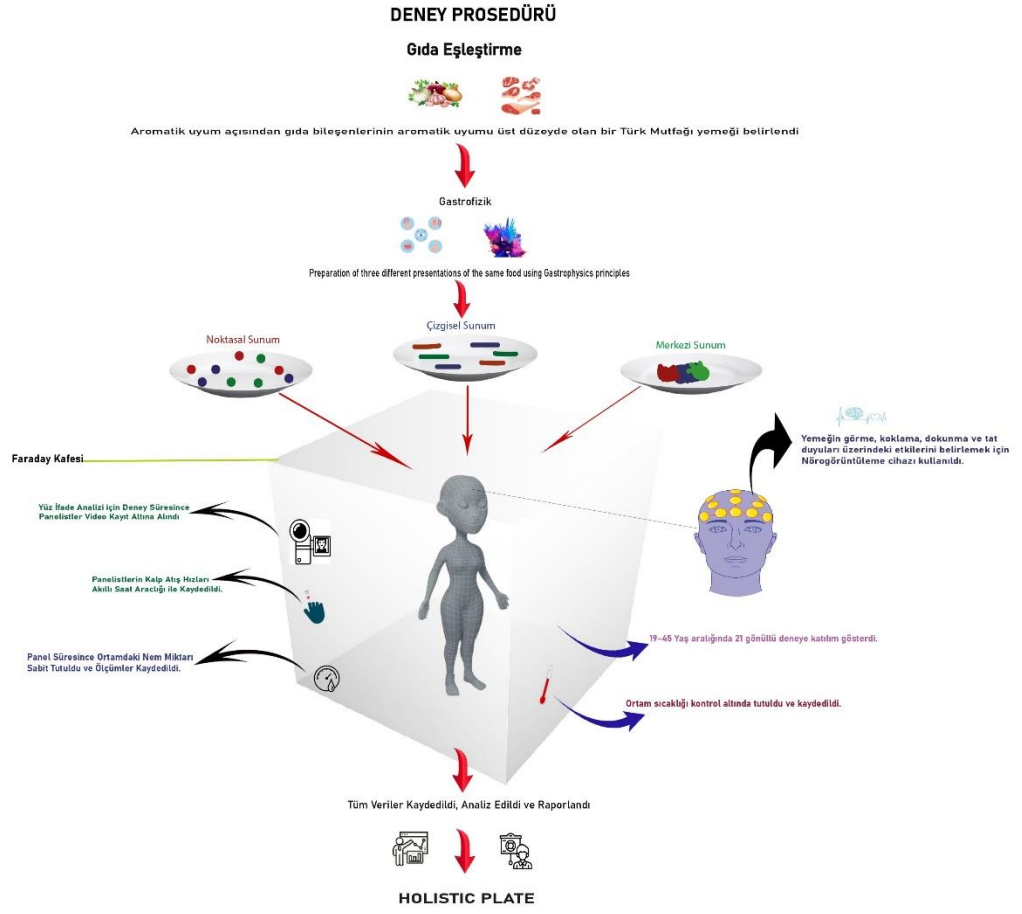 DENEY PROSEDÜRÜ
Gıda Eşleştirme
Aromatik uyum açısından gıda bileşenlerinin aromatik uyumu üst düzeyde olan bir Türk Mutfağı yemeği belirlendi
Gastrofizik
Preparation of three different presentations of the same food using Gastrophysics principles
Noktasal Sunum
Çizgisel Sunum
Merkezi Sunum
Yemeğin görme, koklama, dokunma ve tat
duyuları üzerindeki etkilerini belirlemek için
Nörogörüntüleme cihazı kullanıldı.
Faraday Kafesi
Yüz İfade Analizi için Deney Süresince
Panelistler Video Kayıt Altına Alındı
Panelistlerin Kalp Atış Hızları
Akıllı Saat Araclığı ile Kaydedildi.
Panel Süresince Ortamdaki Nem Miktarı
Sabit Tutuldu ve Ölçümler Kaydedildi.
19-45 Yaş aralığında 21 gönüllü deneye katılım gösterdi.
Ortam sıcaklığı kontrol altında tutuldu ve kaydedildi.
Tüm Veriler Kaydedildi, Analiz Edildi ve Raporlandı
HOLISTIC PLATE